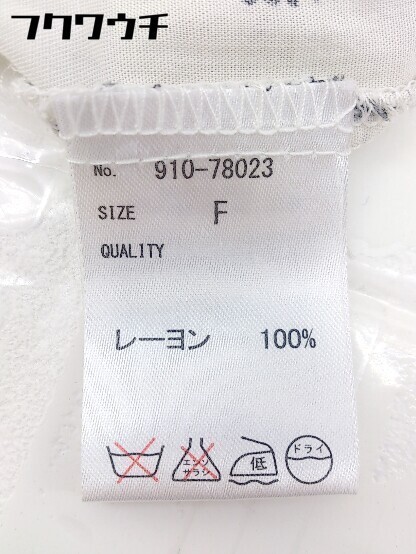 フクワウチ
No. 910-78023
SIZE F
QUALITY
レーヨン 100%
エンソ サラシ 低 ドライ